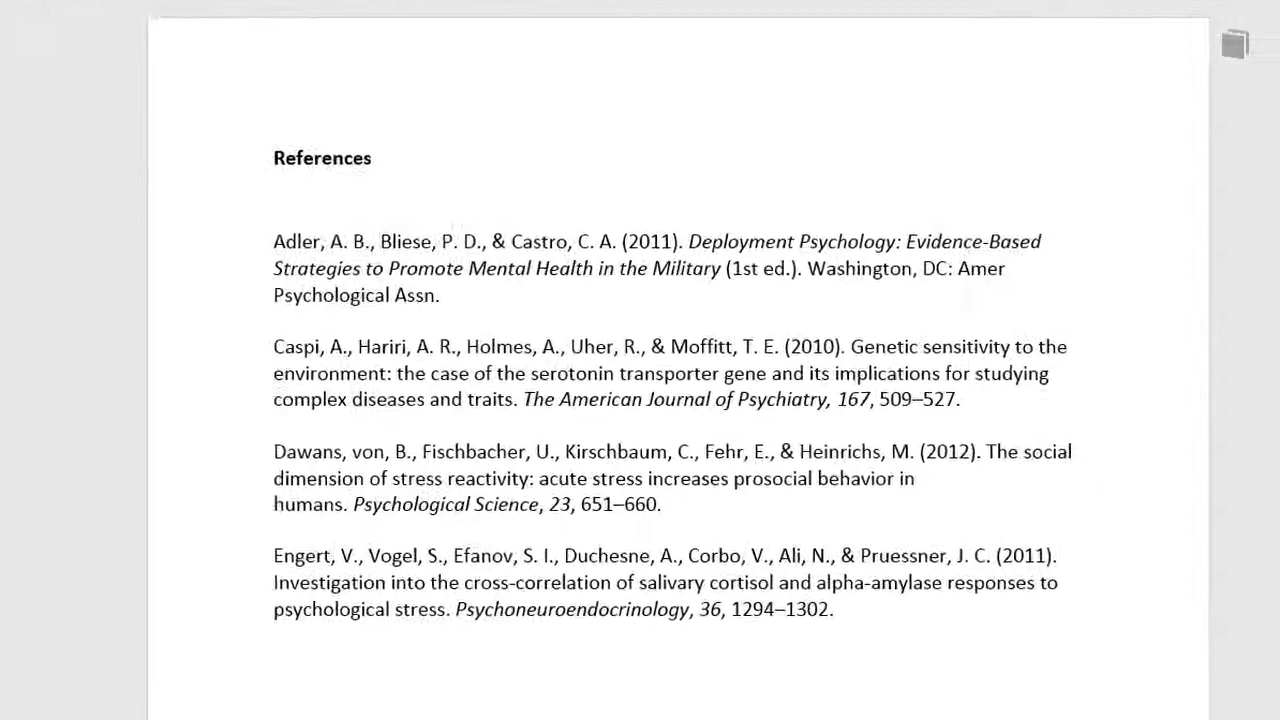 References
Adler, A. B., Bliese, P. D., & Castro, C. A. (2011). Deployment Psychology: Evidence-Based
Strategies to Promote Mental Health in the Military (1st ed.). Washington, DC: Amer
Psychological Assn.
Caspi, A., Hariri, A. R., Holmes, A., Uher, R., & Moffitt, T. E. (2010). Genetic sensitivity to the
environment: the case of the serotonin transporter gene and its implications for studying
complex diseases and traits. The American Journal of Psychiatry, 167, 509–527.
Dawans, von, B., Fischbacher, U., Kirschbaum, C., Fehr, E., & Heinrichs, M. (2012). The social
dimension of stress reactivity: acute stress increases prosocial behavior in
humans. Psychological Science, 23, 651–660.
Engert, V., Vogel, S., Efanov, S. I., Duchesne, A., Corbo, V., Ali, N., & Pruessner, J. C. (2011).
Investigation into the cross-correlation of salivary cortisol and alpha-amylase responses to
psychological stress. Psychoneuroendocrinology, 36, 1294–1302.